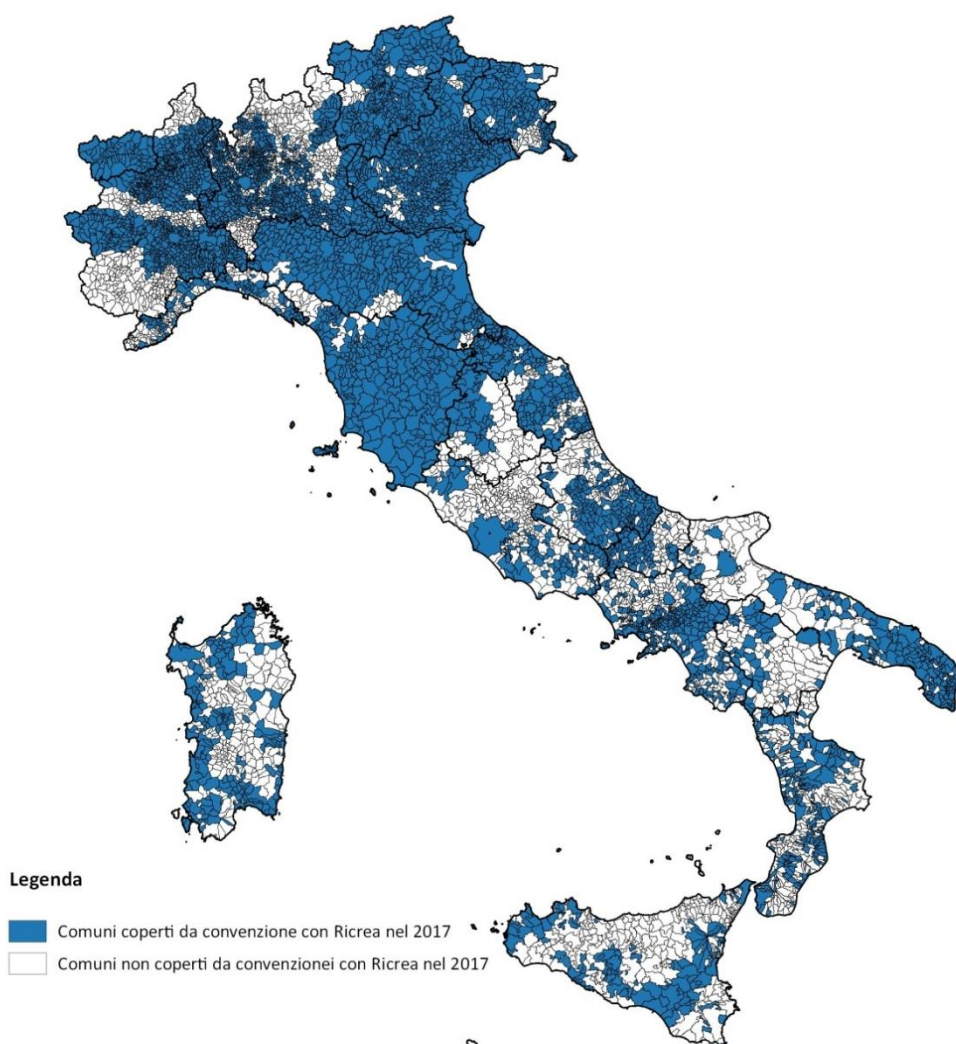 Legenda
Comuni coperti da convenzione con Ricrea nel 2017
Comuni non coperti da convenzionei con Ricrea nel 2017